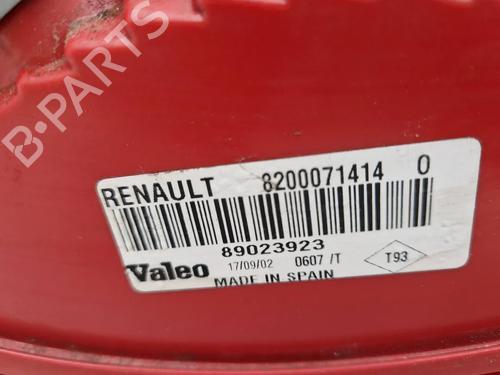 B-PARTS
RENAULT 8200071414 0
89023923
Valeo 17/09/02 0607 /T T93
MADE IN SPAIN